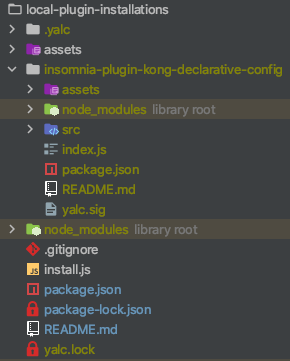 local-plugin-installations
.yalc
assets
insomnia-plugin-kong-declarative-config
assets
node_modules library root
src
index.js
package.json
README.md
yalc.sig
node_modules library root
.gitignore
JS install.js
package.json
package-lock.json
README.md
yalc.lock